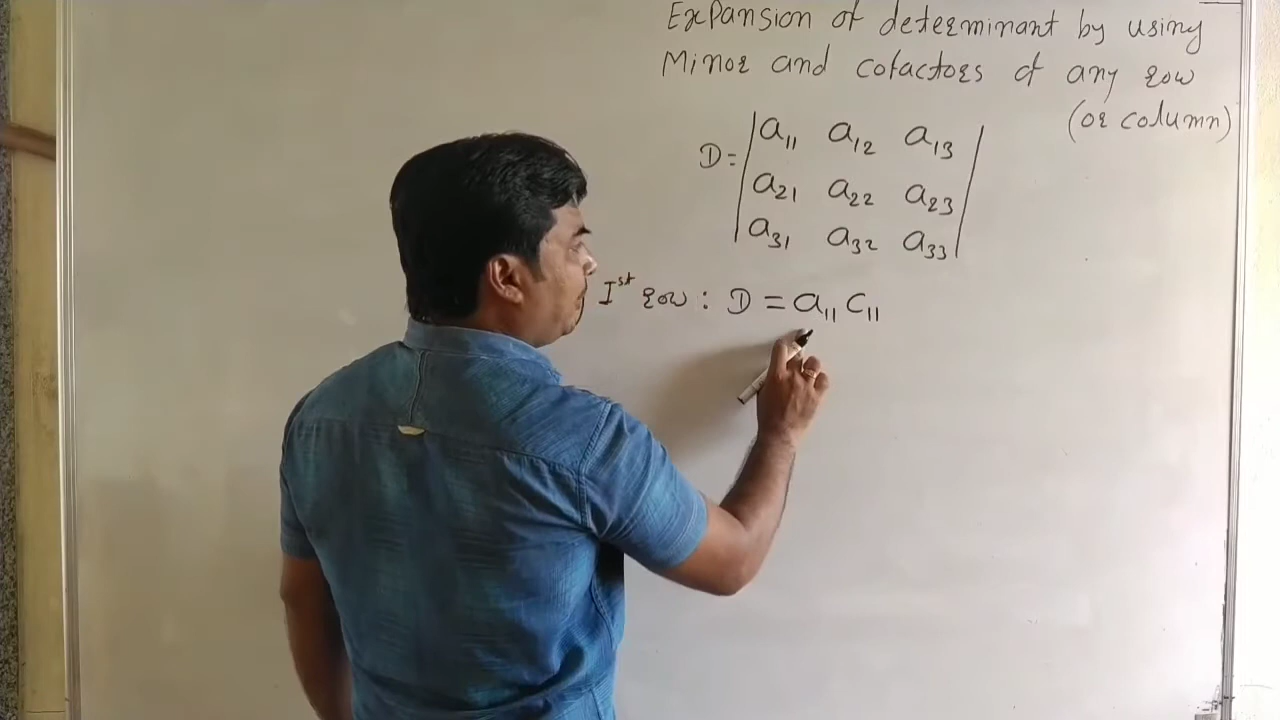 Expansion of determinant by using
Minor and cofactors of any row
(or column)
D = | a₁₁ a₁₂ a₁₃ |
| a₂₁ a₂₂ a₂₃ |
| a₃₁ a₃₂ a₃₃ |
Iˢᵗ row : D = a₁₁ C₁₁